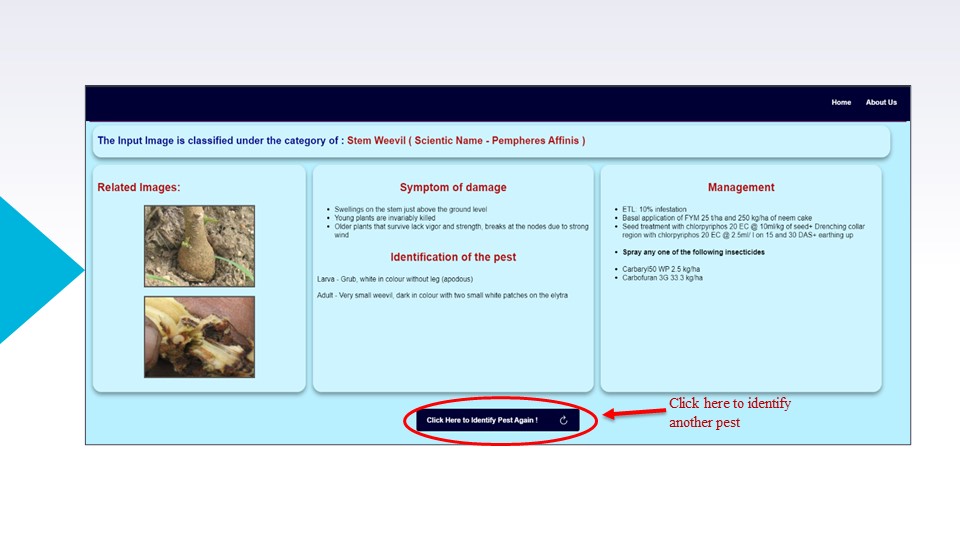 Home About Us
The Input Image is classified under the category of : Stem Weevil ( Scientic Name - Pempheres Affinis )
Related Images:
Symptom of damage
Swellings on the stem just above the ground level
Young plants are invariably killed
Older plants that survive lack vigor and strength, breaks at the nodes due to strong
wind
Identification of the pest
Larva - Grub, white in colour without leg (apodous)
Adult - Very small weevil, dark in colour with two small white patches on the elytra
Management
ETL: 10% infestation
Basal application of FYM 25 t/ha and 250 kg/ha of neem cake
Seed treatment with chlorpyriphos 20 EC @ 10ml/kg of seed+ Drenching collar
region with chlorpyriphos 20 EC @ 2.5ml/ l on 15 and 30 DAS+ earthing up
Spray any one of the following insecticides
Carbaryl50 WP 2.5 kg/ha
Carbofuran 3G 33.3 kg/ha
Click Here to Identify Pest Again !
Click here to identify
another pest